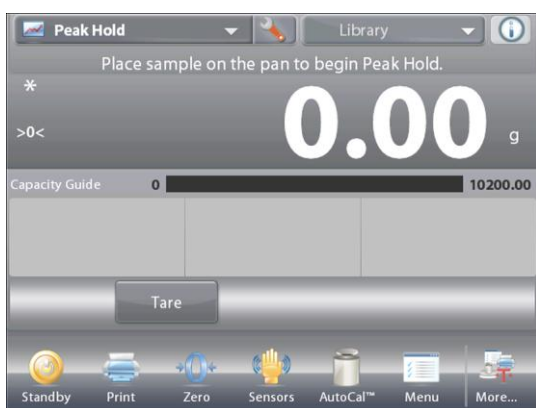 Peak Hold Library
Place sample on the pan to begin Peak Hold.
*
>0< 0.00 g
Capacity Guide 0 10200.00
Tare
Standby Print Zero Sensors AutoCal™ Menu More...